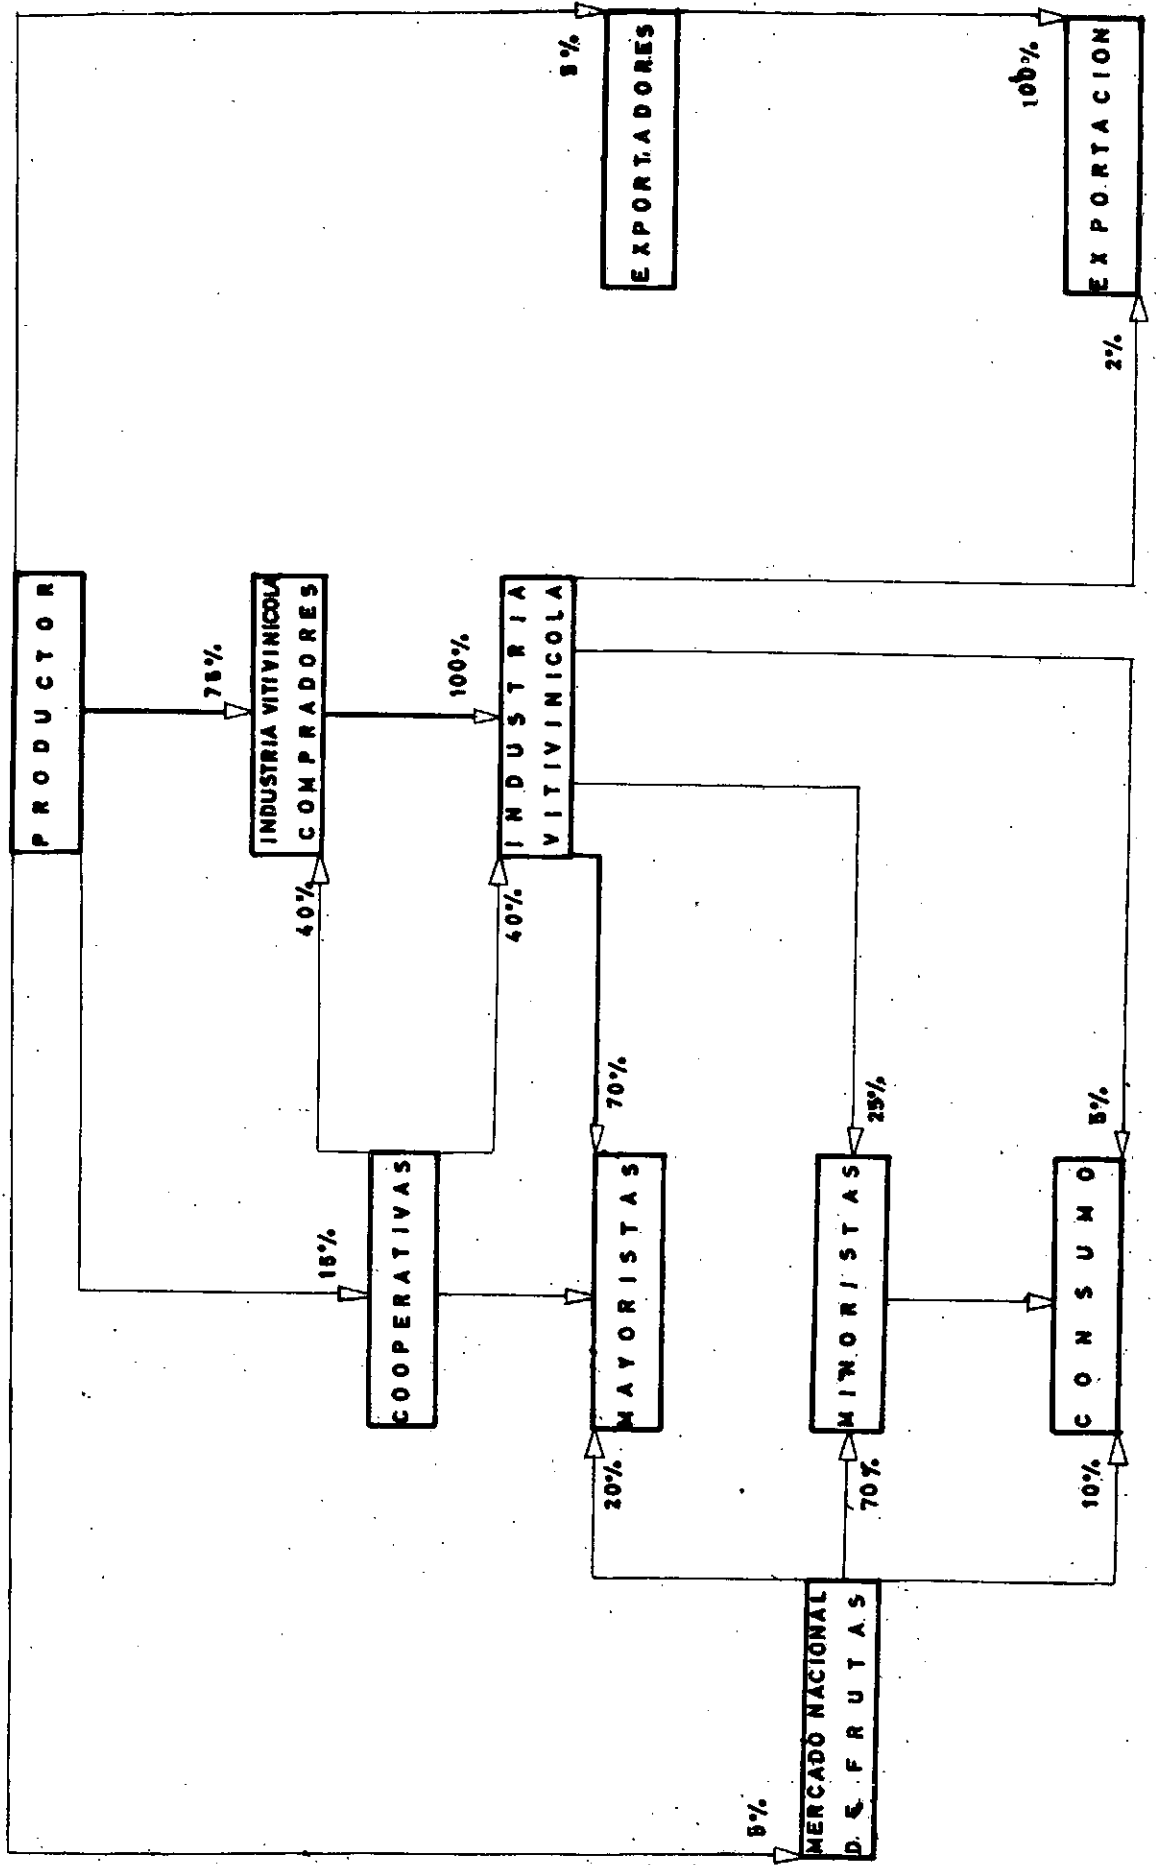 PRODUCTOR
75%
INDUSTRIA VITIVINICOLA
COMPRADORES
100%
INDUSTRIA
VITIVINICOLA
40%
40%
15%
COOPERATIVAS
70%
MAYORISTAS
20%
25%
MINORISTAS
70%
5%
CONSUMO
10%
5%
MERCADO NACIONAL
DE FRUTAS
5%
EXPORTADORES
100%
EXPORTACION
2%